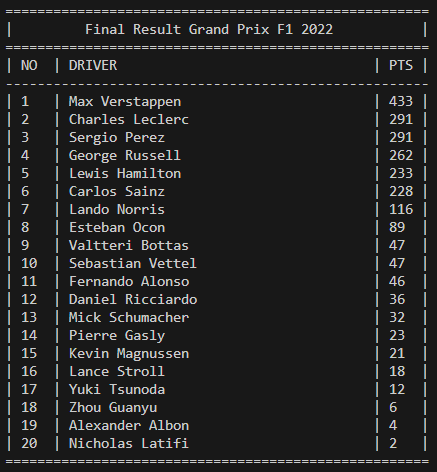 =====================================================
|         Final Result Grand Prix F1 2022           |
=====================================================
| NO  | DRIVER                                | PTS |
-----------------------------------------------------
| 1   | Max Verstappen                        | 433 |
| 2   | Charles Leclerc                       | 291 |
| 3   | Sergio Perez                          | 291 |
| 4   | George Russell                        | 262 |
| 5   | Lewis Hamilton                        | 233 |
| 6   | Carlos Sainz                          | 228 |
| 7   | Lando Norris                          | 116 |
| 8   | Esteban Ocon                          | 89  |
| 9   | Valtteri Bottas                       | 47  |
| 10  | Sebastian Vettel                      | 47  |
| 11  | Fernando Alonso                       | 46  |
| 12  | Daniel Ricciardo                      | 36  |
| 13  | Mick Schumacher                       | 32  |
| 14  | Pierre Gasly                          | 23  |
| 15  | Kevin Magnussen                       | 21  |
| 16  | Lance Stroll                          | 18  |
| 17  | Yuki Tsunoda                          | 12  |
| 18  | Zhou Guanyu                           | 6   |
| 19  | Alexander Albon                       | 4   |
| 20  | Nicholas Latifi                       | 2   |
=====================================================